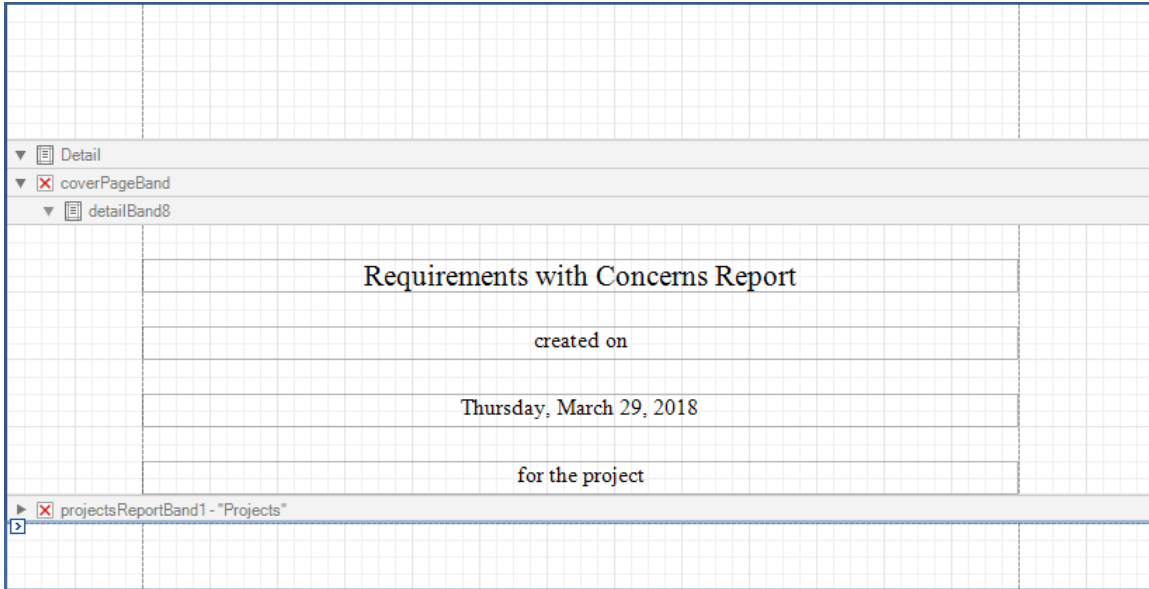 Detail
coverPageBand
detailBand8
Requirements with Concerns Report
created on
Thursday, March 29, 2018
for the project
projectsReportBand1 - "Projects"